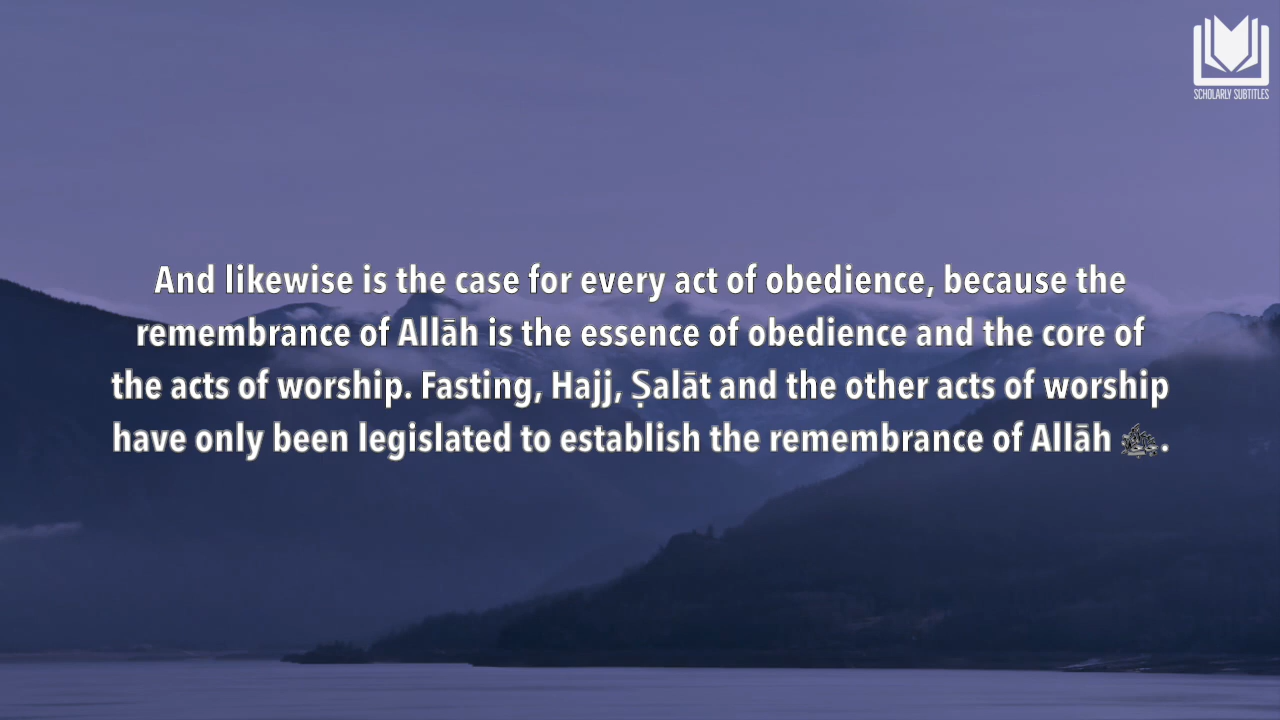 SCHOLARLY SUBTITLES
And likewise is the case for every act of obedience, because the
remembrance of Allāh is the essence of obedience and the core of
the acts of worship. Fasting, Hajj, Ṣalāt and the other acts of worship
have only been legislated to establish the remembrance of Allāh .